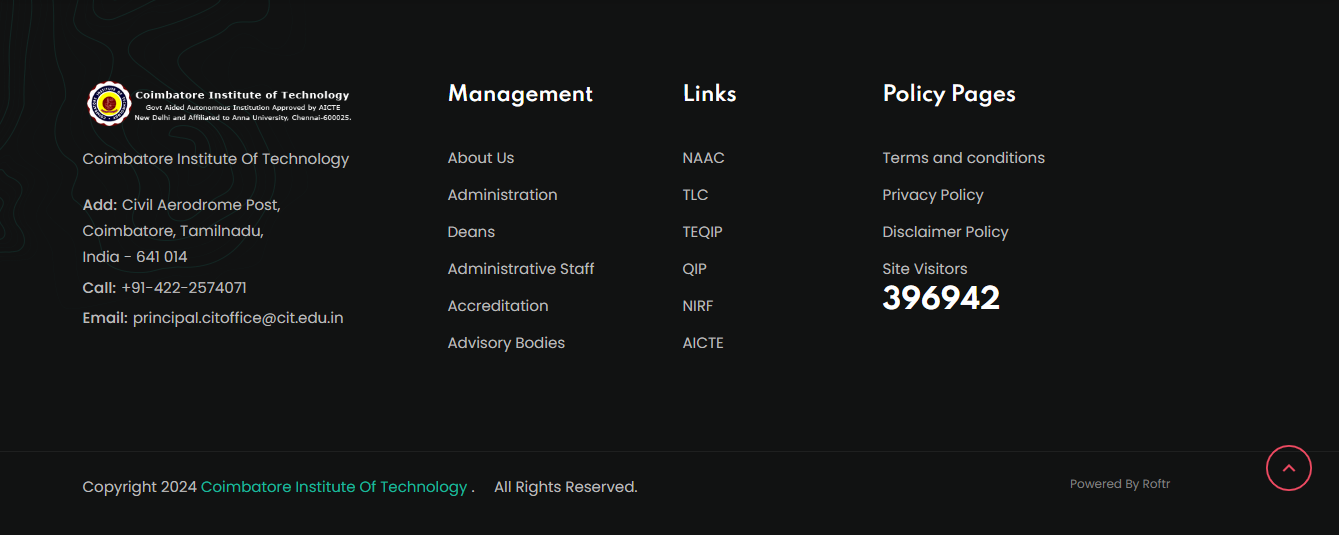 Coimbatore Institute of Technology
Govt Aided Autonomous Institution Approved by AICTE
New Delhi and Affiliated to Anna University, Chennai-600025.
Coimbatore Institute Of Technology
Add: Civil Aerodrome Post,
Coimbatore, Tamilnadu,
India - 641 014
Call: +91-422-2574071
Email: principal.citoffice@cit.edu.in
Management
About Us
Administration
Deans
Administrative Staff
Accreditation
Advisory Bodies
Links
NAAC
TLC
TEQIP
QIP
NIRF
AICTE
Policy Pages
Terms and conditions
Privacy Policy
Disclaimer Policy
Site Visitors
396942
Copyright 2024 Coimbatore Institute Of Technology . All Rights Reserved.
Powered By Roftr